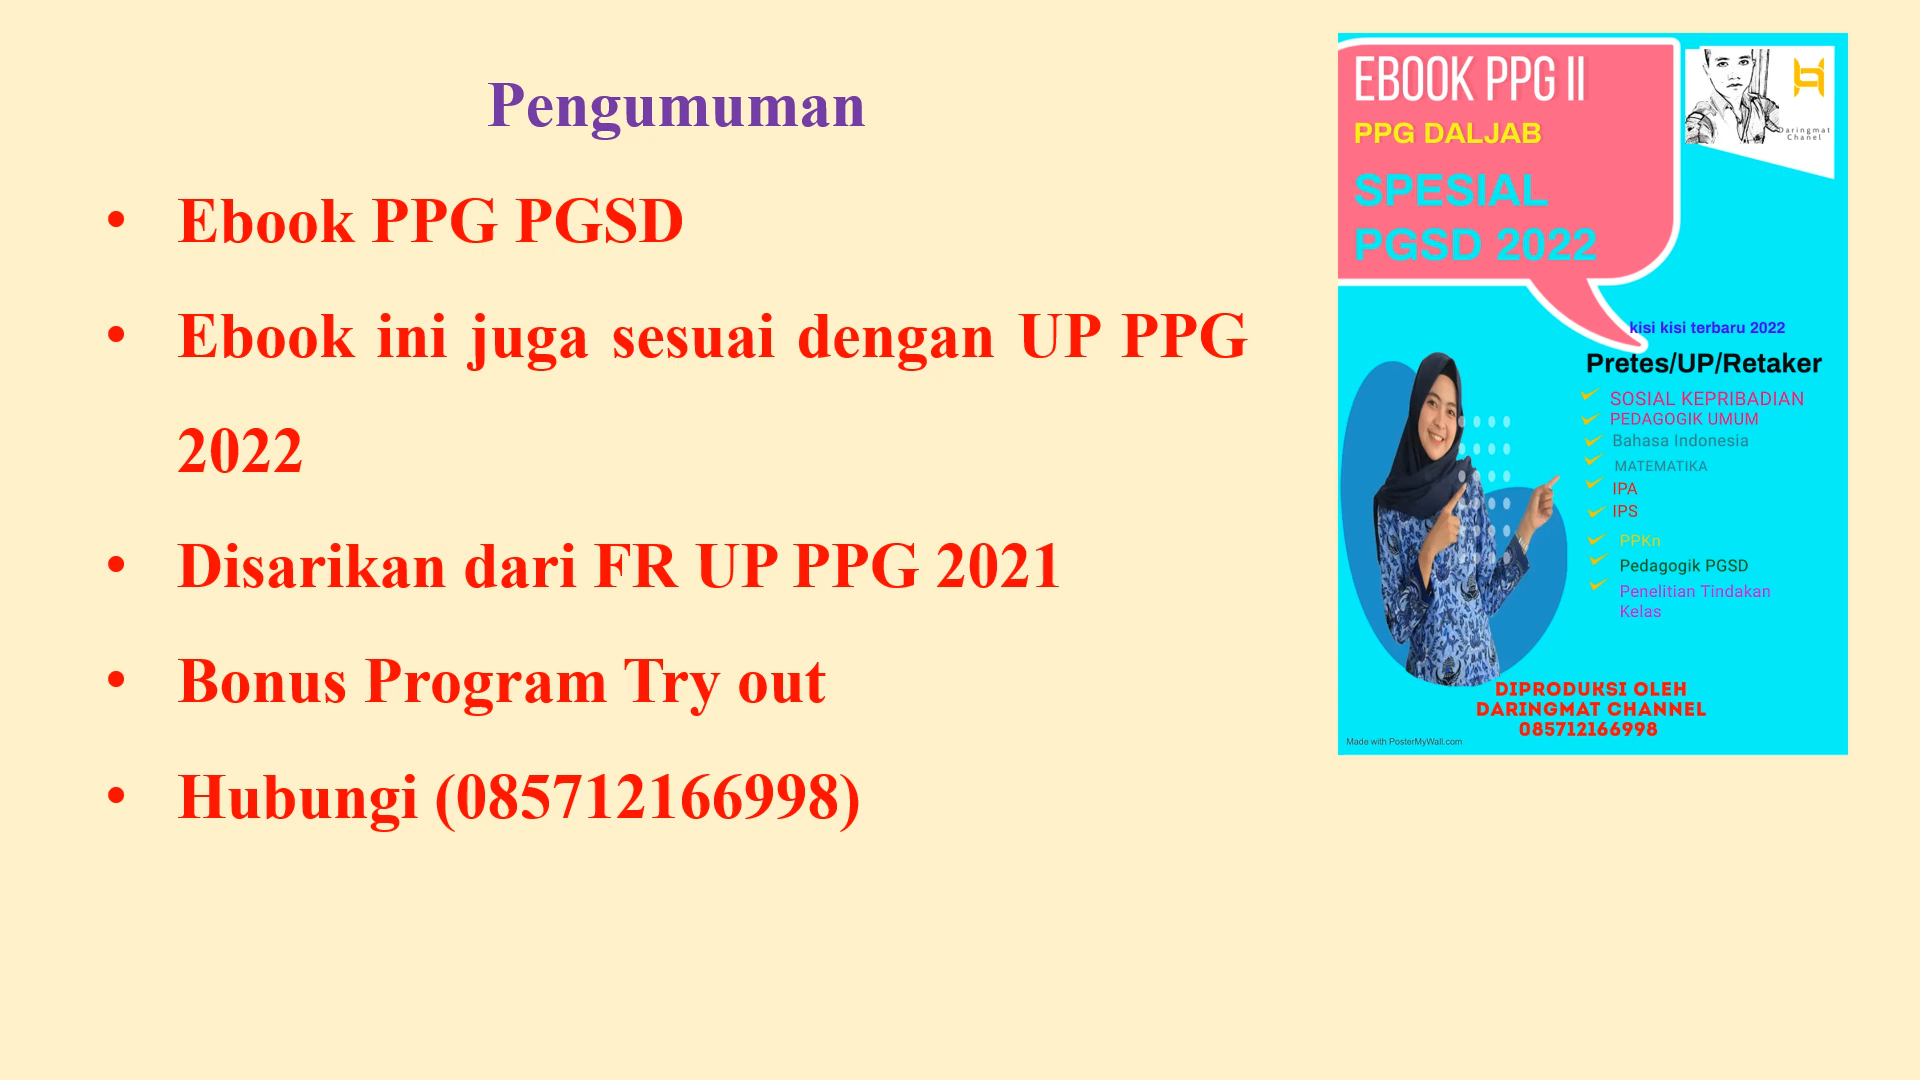 Pengumuman
• Ebook PPG PGSD
• Ebook ini juga sesuai dengan UP PPG
2022
• Disarikan dari FR UP PPG 2021
• Bonus Program Try out
• Hubungi (085712166998)
EBOOK PPG II
PPG DALJAB
SPESIAL
PGSD 2022
Daringmat
Chanel
kisi kisi terbaru 2022
Pretes/UP/Retaker
SOSIAL KEPRIBADIAN
PEDAGOGIK UMUM
Bahasa Indonesia
MATEMATIKA
IPA
IPS
PPKn
Pedagogik PGSD
Penelitian Tindakan
Kelas
DIPRODUKSI OLEH
DARINGMAT CHANNEL
085712166998
Made with PosterMyWall.com